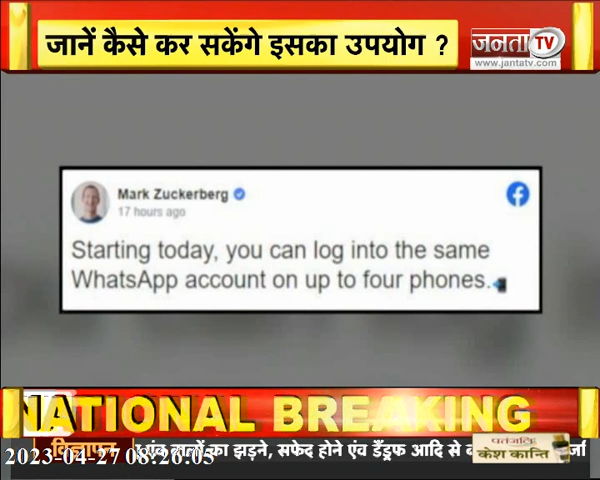 जानें कैसे कर सकेंगे इसका उपयोग ?
जनता TV
www.jantatv.com
Mark Zuckerberg
17 hours ago
Starting today, you can log into the same
WhatsApp account on up to four phones.
NATIONAL BREAKING
विज्ञापन
एंव बालों का झड़ने, सफेद होने एंव डैंड्रफ आदि से
पतंजलि
केश कान्ति
2023-04-27 08:26:05